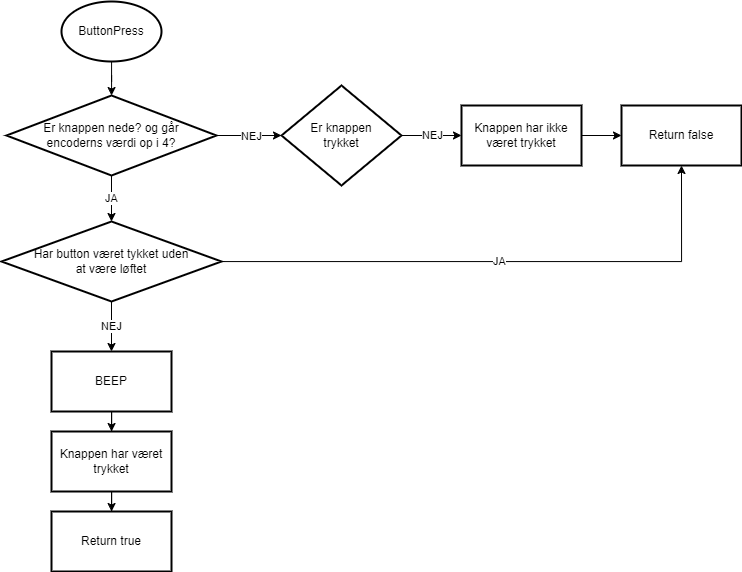 ButtonPress
Er knappen nede? og går
encoderns værdi op i 4?
NEJ
Er knappen
trykket
NEJ
Knappen har ikke
været trykket
Return false
JA
Har button været tykket uden
at være løftet
JA
NEJ
BEEP
Knappen har været
trykket
Return true